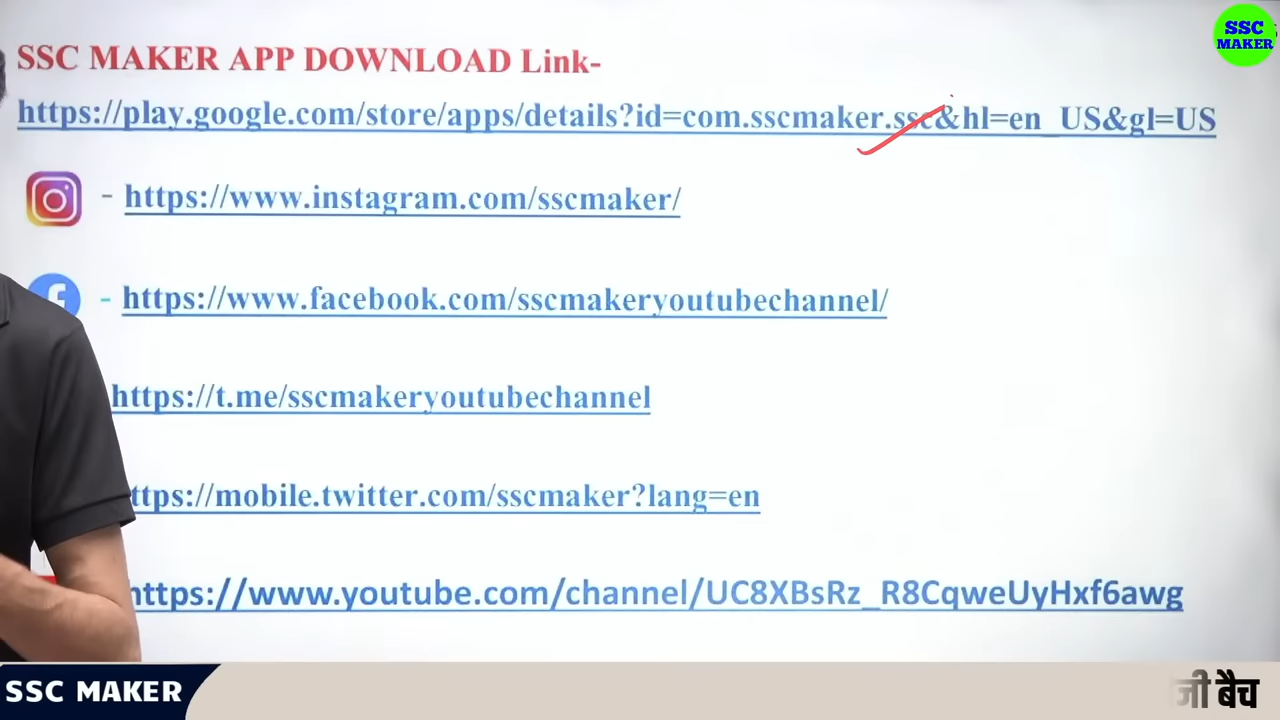 SSC MAKER APP DOWNLOAD Link-
https://play.google.com/store/apps/details?id=com.sscmaker.ssc&hl=en_US&gl=US
- https://www.instagram.com/sscmaker/
- https://www.facebook.com/sscmakeryoutubechannel/
https://t.me/sscmakeryoutubechannel
ttps://mobile.twitter.com/sscmaker?lang=en
https://www.youtube.com/channel/UC8XBsRz_R8CqweUyHxf6awg
SSC
MAKER
SSC MAKER
बैच